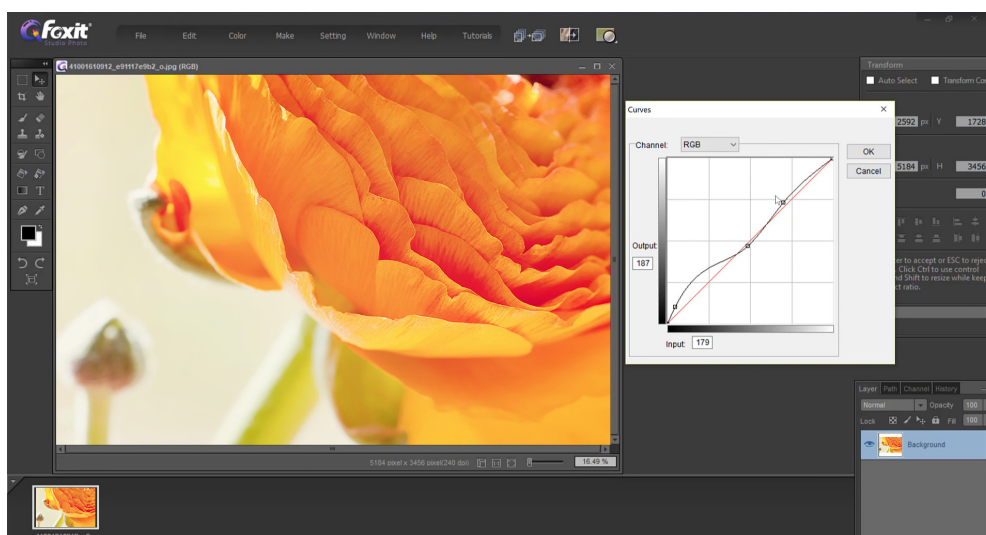 Foxit
Studio Photo
File Edit Color Make Setting Window Help Tutorials
41001610912_e91117e9b2_o.jpg (RGB)
Transform
Auto Select Transform Co
2592 px Y 1728
5184 px H 3456
0
er to accept or ESC to rejec
Click Ctrl to use control
nd Shift to resize while keep
ct ratio.
Curves
Channel: RGB
OK
Cancel
Output:
187
Input: 179
5184 pixel x 3456 pixel(240 dpi) 16.49 %
Layer Path Channel History
Normal Opacity 100
Lock Fill 100
Background